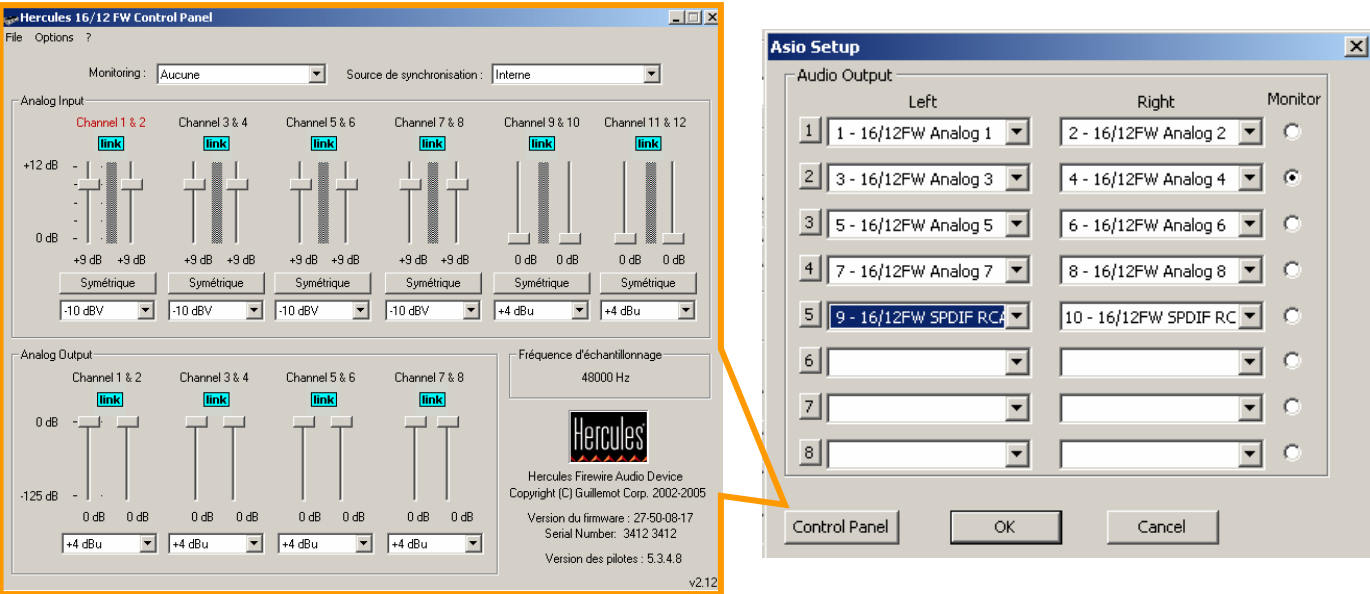 Hercules 16/12 FW Control Panel
File Options ?
Monitoring : Aucune Source de synchronisation : Interne
Analog Input
Channel 1 & 2 Channel 3 & 4 Channel 5 & 6 Channel 7 & 8 Channel 9 & 10 Channel 11 & 12
link link link link link link
+12 dB
0 dB
+9 dB +9 dB +9 dB +9 dB +9 dB +9 dB +9 dB +9 dB 0 dB 0 dB 0 dB 0 dB
Symétrique Symétrique Symétrique Symétrique Symétrique Symétrique
-10 dBV -10 dBV -10 dBV -10 dBV +4 dBu +4 dBu
Analog Output
Channel 1 & 2 Channel 3 & 4 Channel 5 & 6 Channel 7 & 8
link link link link
0 dB
-125 dB
0 dB 0 dB 0 dB 0 dB 0 dB 0 dB 0 dB 0 dB
+4 dBu +4 dBu +4 dBu +4 dBu
Fréquence d'échantillonnage
48000 Hz
Hercules
Hercules Firewire Audio Device
Copyright (C) Guillemot Corp. 2002-2005
Version du firmware : 27-50-08-17
Serial Number: 3412 3412
Version des pilotes : 5.3.4.8
v2.12
Asio Setup
Audio Output
Left Right Monitor
1 1 - 16/12FW Analog 1 2 - 16/12FW Analog 2
2 3 - 16/12FW Analog 3 4 - 16/12FW Analog 4
3 5 - 16/12FW Analog 5 6 - 16/12FW Analog 6
4 7 - 16/12FW Analog 7 8 - 16/12FW Analog 8
5 9 - 16/12FW SPDIF RCA 10 - 16/12FW SPDIF RC
6
7
8
Control Panel OK Cancel